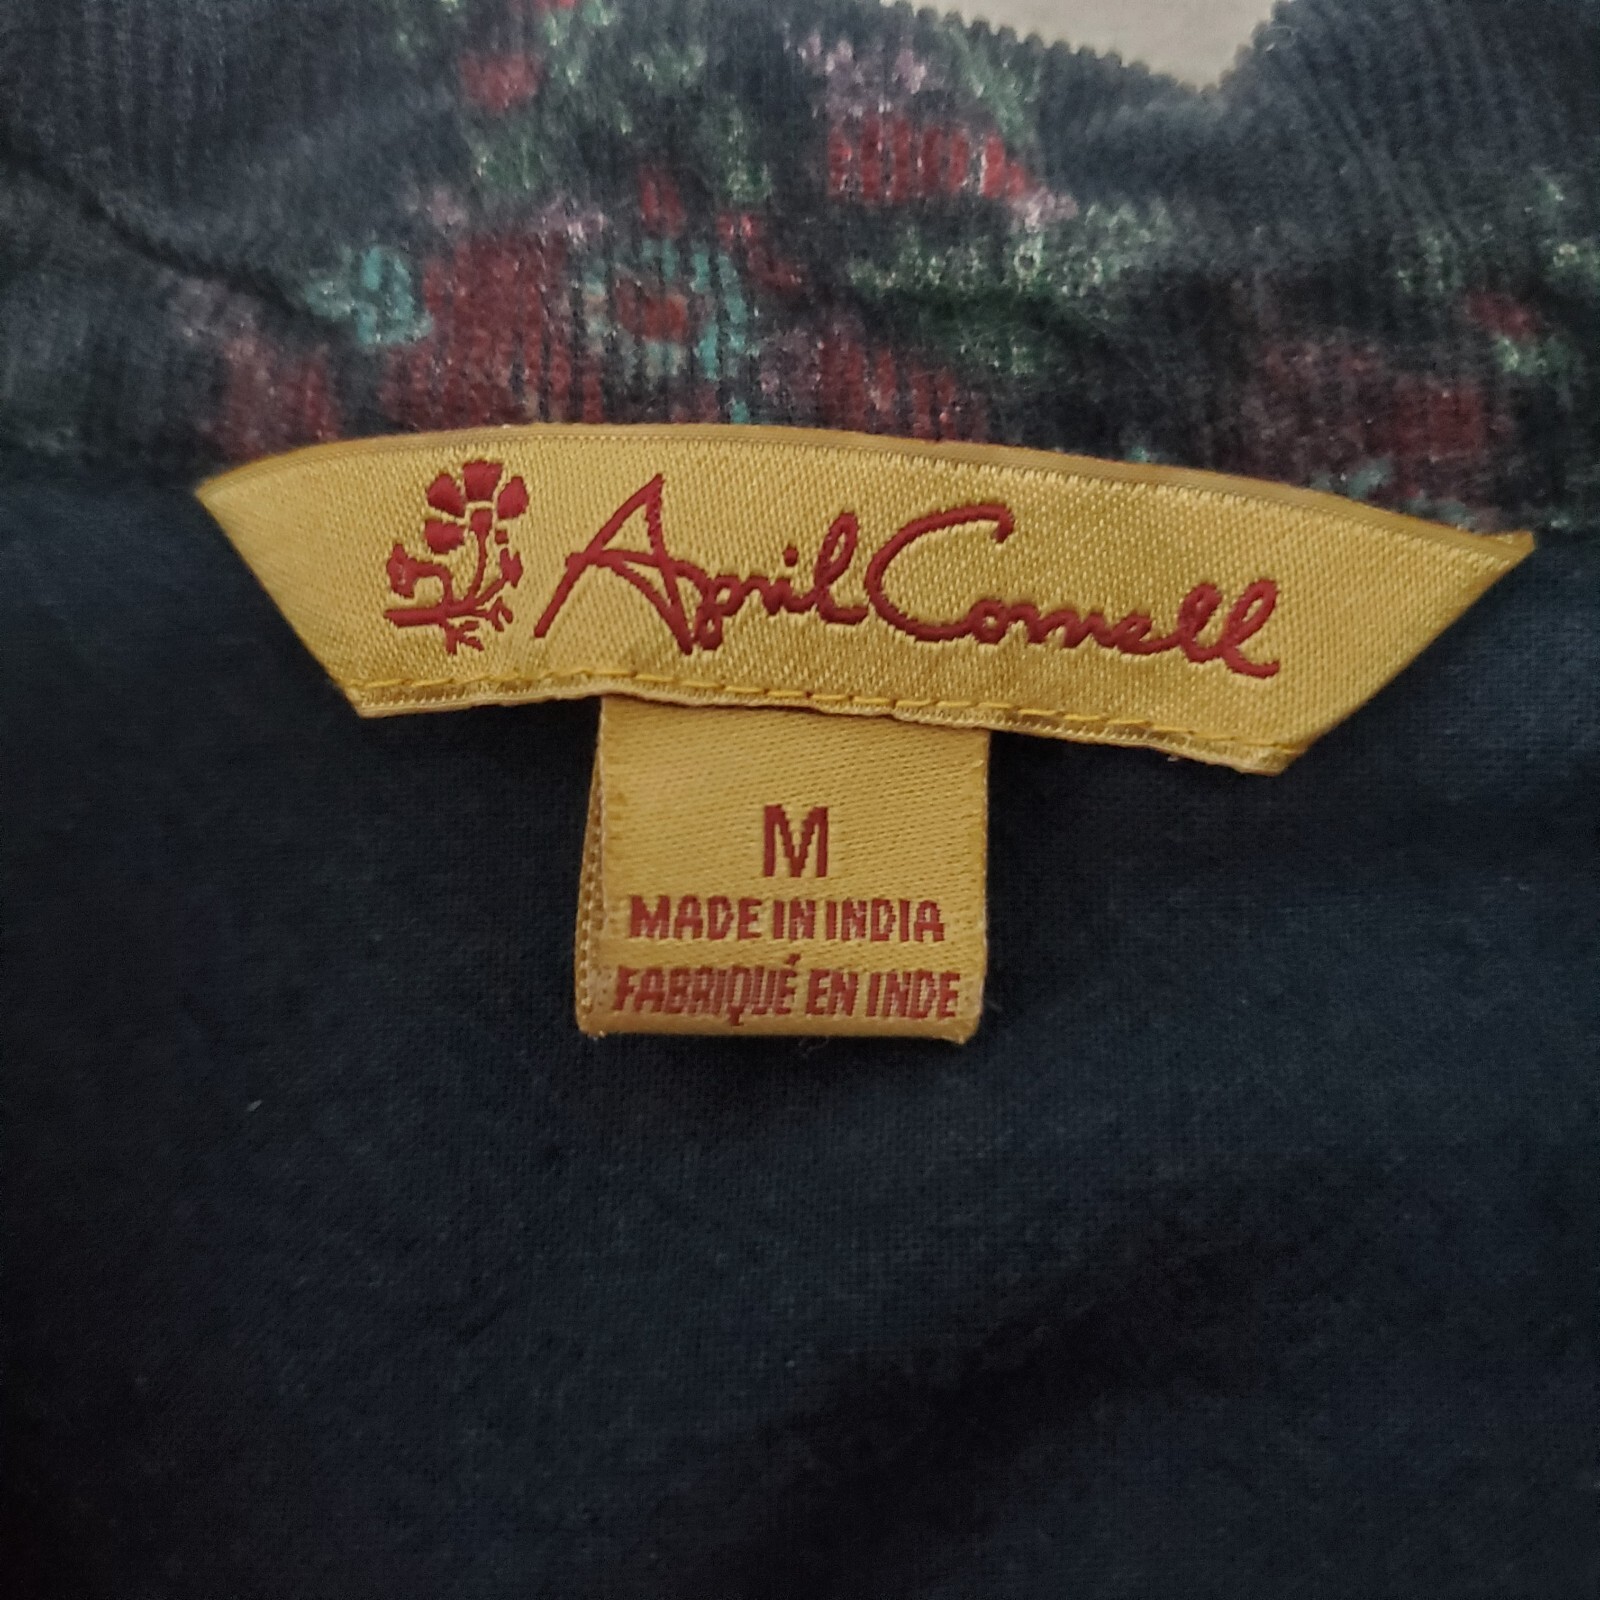 April Cornell
M
MADE IN INDIA
FABRIQUÉ EN INDE